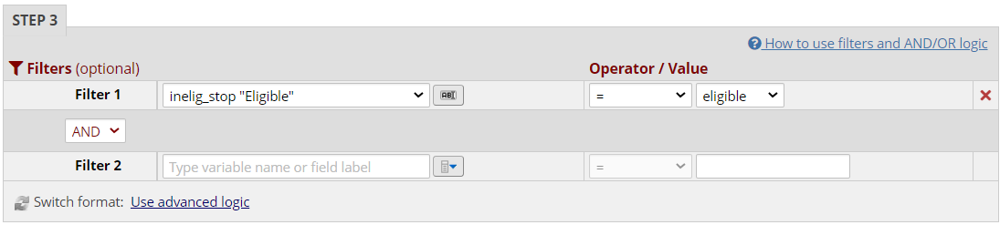 STEP 3
How to use filters and AND/OR logic
Filters (optional) Operator / Value
Filter 1 inelig_stop "Eligible" ABI = eligible
AND
Filter 2 Type variable name or field label =
Switch format: Use advanced logic